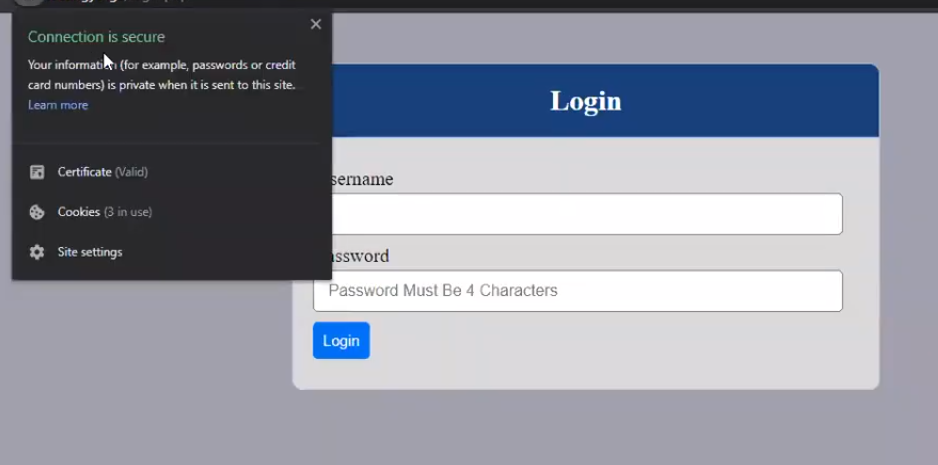 Connection is secure
Your information (for example, passwords or credit
card numbers) is private when it is sent to this site.
Learn more
Certificate (Valid)
Cookies (3 in use)
Site settings
Login
sername
assword
Password Must Be 4 Characters
Login